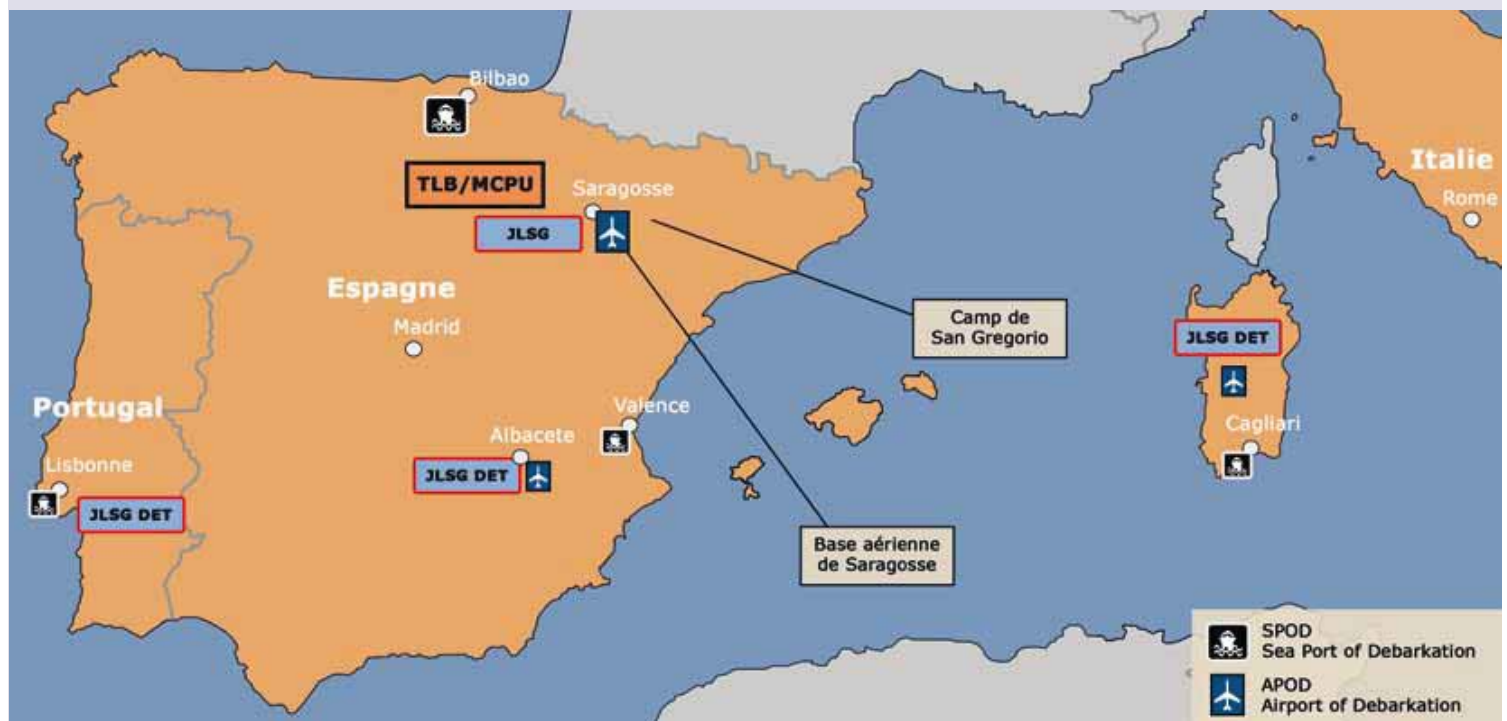 Bilbao
TLB/MCPU
Saragosse
JLSG
Italie
Rome
Espagne
Madrid
Camp de
San Gregorio
JLSG DET
Portugal
Valence
Albacete
Cagliari
Lisbonne
JLSG DET
JLSG DET
Base aérienne
de Saragosse
SPOD
Sea Port of Debarkation
APOD
Airport of Debarkation